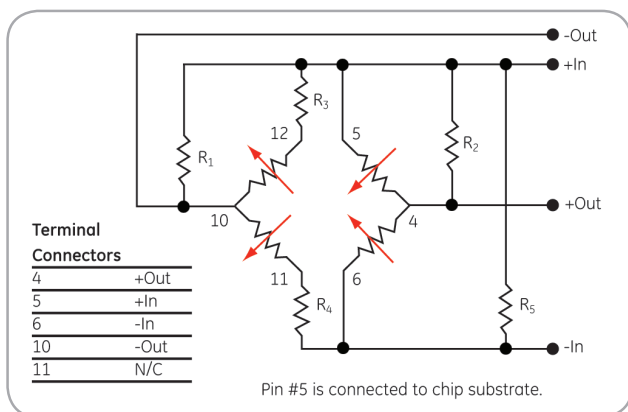 -Out
+In
R3
12
5
R1
R2
10
4
+Out
Terminal
Connectors
4 +Out
5 +In
6 -In
10 -Out
11 N/C
11
6
R4
R5
-In
Pin #5 is connected to chip substrate.